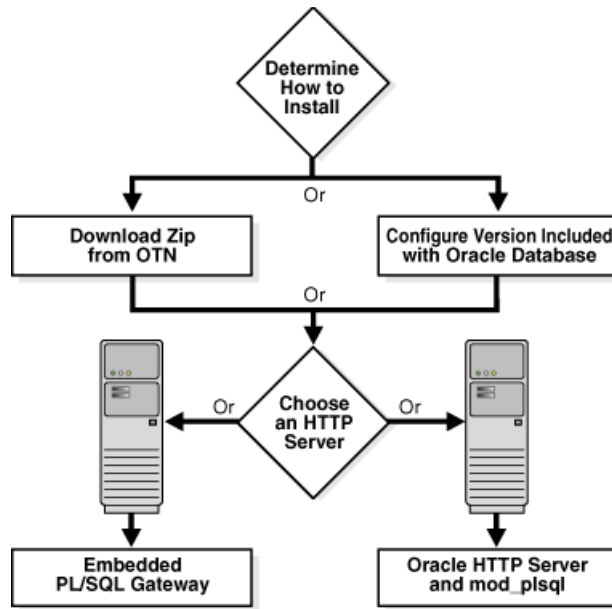 Determine
How to
Install
Or
Download Zip
from OTN
Configure Version Included
with Oracle Database
Or
Or
Choose
an HTTP
Server
Or
Embedded
PL/SQL Gateway
Oracle HTTP Server
and mod_plsql